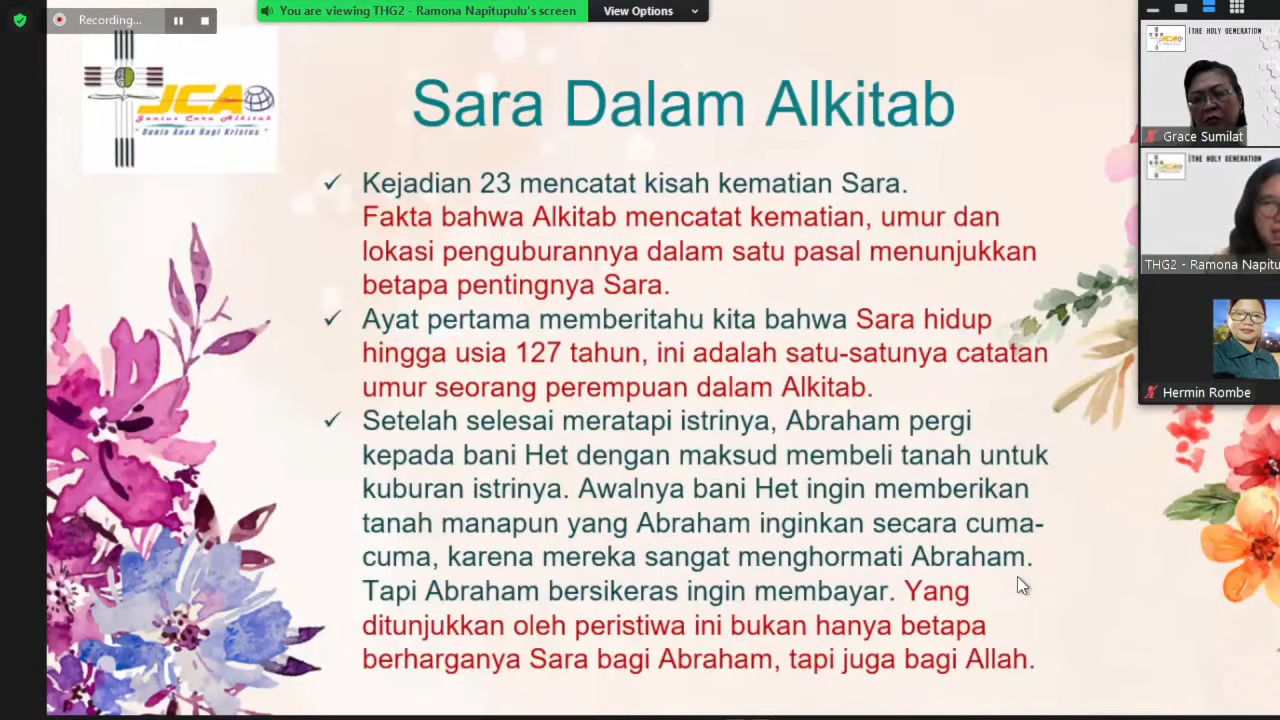 Recording...
You are viewing THG2 - Ramona Napitupulu's screen
View Options
JCA
Junius Cara Alkitab
" Dunia Anak Bagi Kristus "
Sara Dalam Alkitab
✓ Kejadian 23 mencatat kisah kematian Sara.
Fakta bahwa Alkitab mencatat kematian, umur dan
lokasi penguburannya dalam satu pasal menunjukkan
betapa pentingnya Sara.
✓ Ayat pertama memberitahu kita bahwa Sara hidup
hingga usia 127 tahun, ini adalah satu-satunya catatan
umur seorang perempuan dalam Alkitab.
✓ Setelah selesai meratapi istrinya, Abraham pergi
kepada bani Het dengan maksud membeli tanah untuk
kuburan istrinya. Awalnya bani Het ingin memberikan
tanah manapun yang Abraham inginkan secara cuma-
cuma, karena mereka sangat menghormati Abraham.
Tapi Abraham bersikeras ingin membayar. Yang
ditunjukkan oleh peristiwa ini bukan hanya betapa
berharganya Sara bagi Abraham, tapi juga bagi Allah.
THE HOLY GENERATION
Grace Sumilat
THE HOLY GENERATION
THG2 - Ramona Napitu
Hermin Rombe